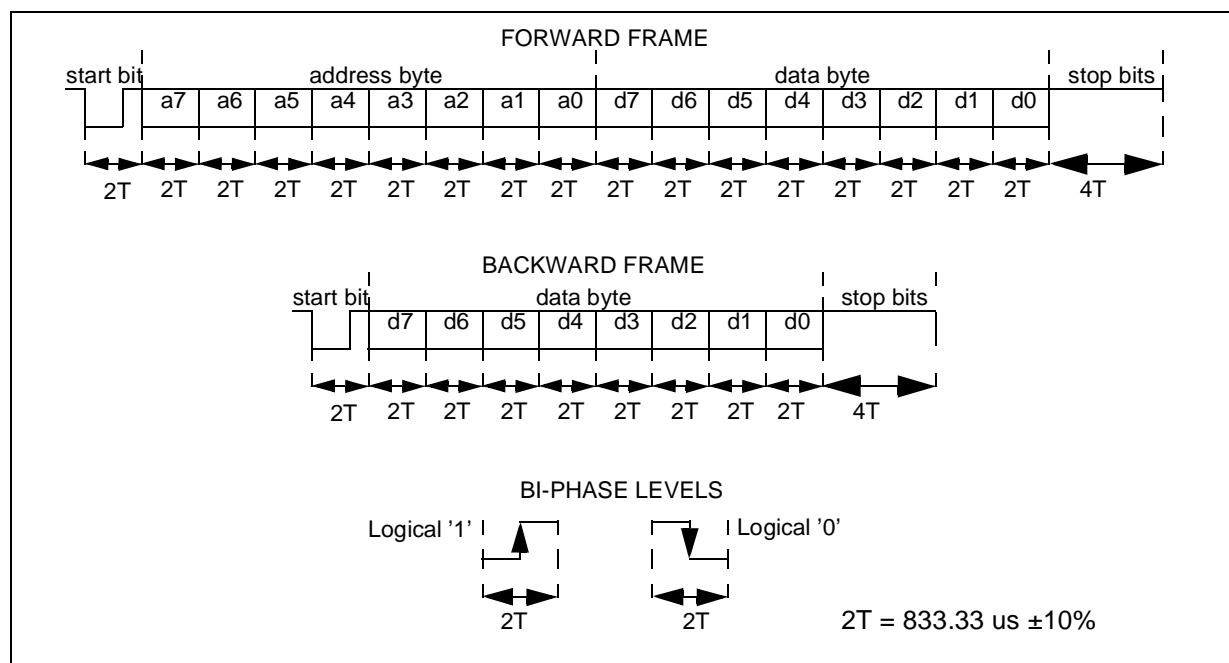 FORWARD FRAME
start bit address byte data byte stop bits
a7 a6 a5 a4 a3 a2 a1 a0 d7 d6 d5 d4 d3 d2 d1 d0
2T 2T 2T 2T 2T 2T 2T 2T 2T 2T 2T 2T 2T 2T 2T 2T 2T 4T
BACKWARD FRAME
start bit data byte stop bits
d7 d6 d5 d4 d3 d2 d1 d0
2T 2T 2T 2T 2T 2T 2T 2T 2T 4T
BI-PHASE LEVELS
Logical '1' Logical '0'
2T 2T
2T = 833.33 us ±10%